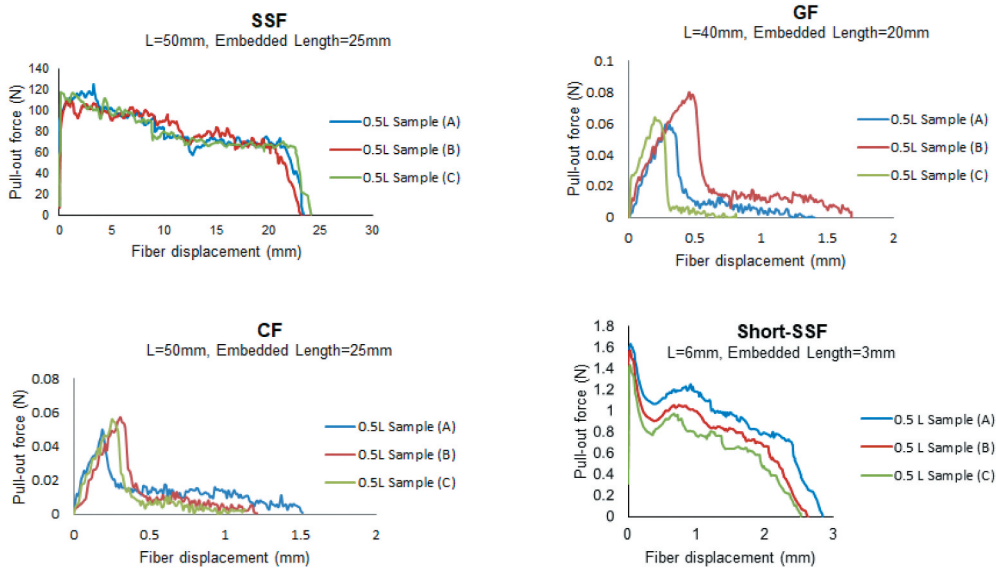 SSF
L=50mm, Embedded Length=25mm
Pull-out force (N)
140
120
100
80
60
40
20
0
0 5 10 15 20 25 30
Fiber displacement (mm)
0.5L Sample (A)
0.5L Sample (B)
0.5L Sample (C)
GF
L=40mm, Embedded Length=20mm
Pull-out force (N)
0.1
0.08
0.06
0.04
0.02
0
0 0.5 1 1.5 2
Fiber displacement (mm)
0.5L Sample (A)
0.5L Sample (B)
0.5L Sample (C)
CF
L=50mm, Embedded Length=25mm
Pull-out force (N)
0.08
0.06
0.04
0.02
0
0 0.5 1 1.5 2
Fiber displacement (mm)
0.5L Sample (A)
0.5L Sample (B)
0.5L Sample (C)
Short-SSF
L=6mm, Embedded Length=3mm
Pull-out force (N)
1.8
1.6
1.4
1.2
1
0.8
0.6
0.4
0.2
0
0 1 2 3
Fiber displacement (mm)
0.5 L Sample (A)
0.5 L Sample (B)
0.5 L Sample (C)